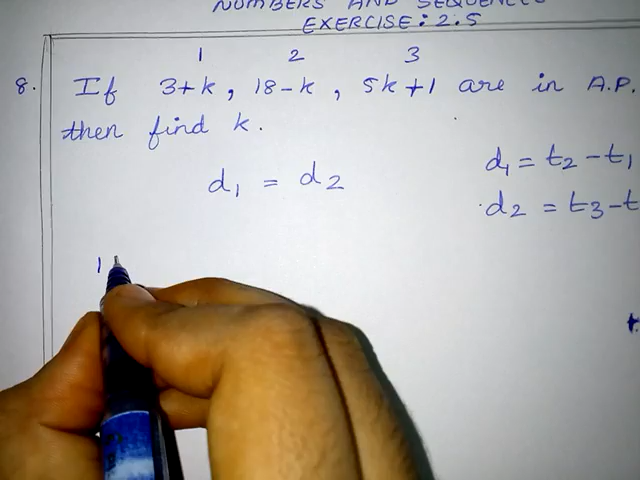 NUMBERS AND SEQUENCES
EXERCISE: 2.5
1 2 3
8. If 3+k, 18-k, 5k+1 are in A.P.
then find k.
d₁ = t₂ - t₁
d₁ = d₂
d₂ = t₃ - t
1